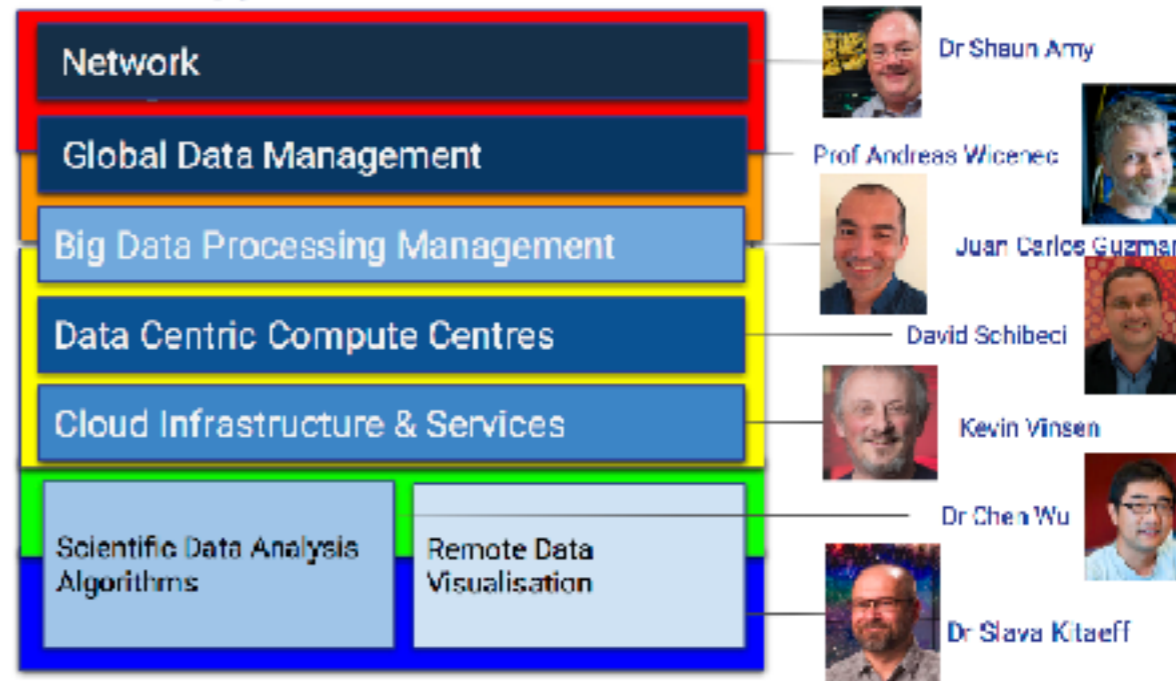 Network
Dr Shaun Amy
Global Data Management
Prof Andreas Wicenec
Big Data Processing Management
Juan Carlos Guzman
Data Centric Compute Centres
David Schibeci
Cloud Infrastructure & Services
Kevin Vinsen
Dr Chen Wu
Scientific Data Analysis
Algorithms
Remote Data
Visualisation
Dr Slava Kitaeff